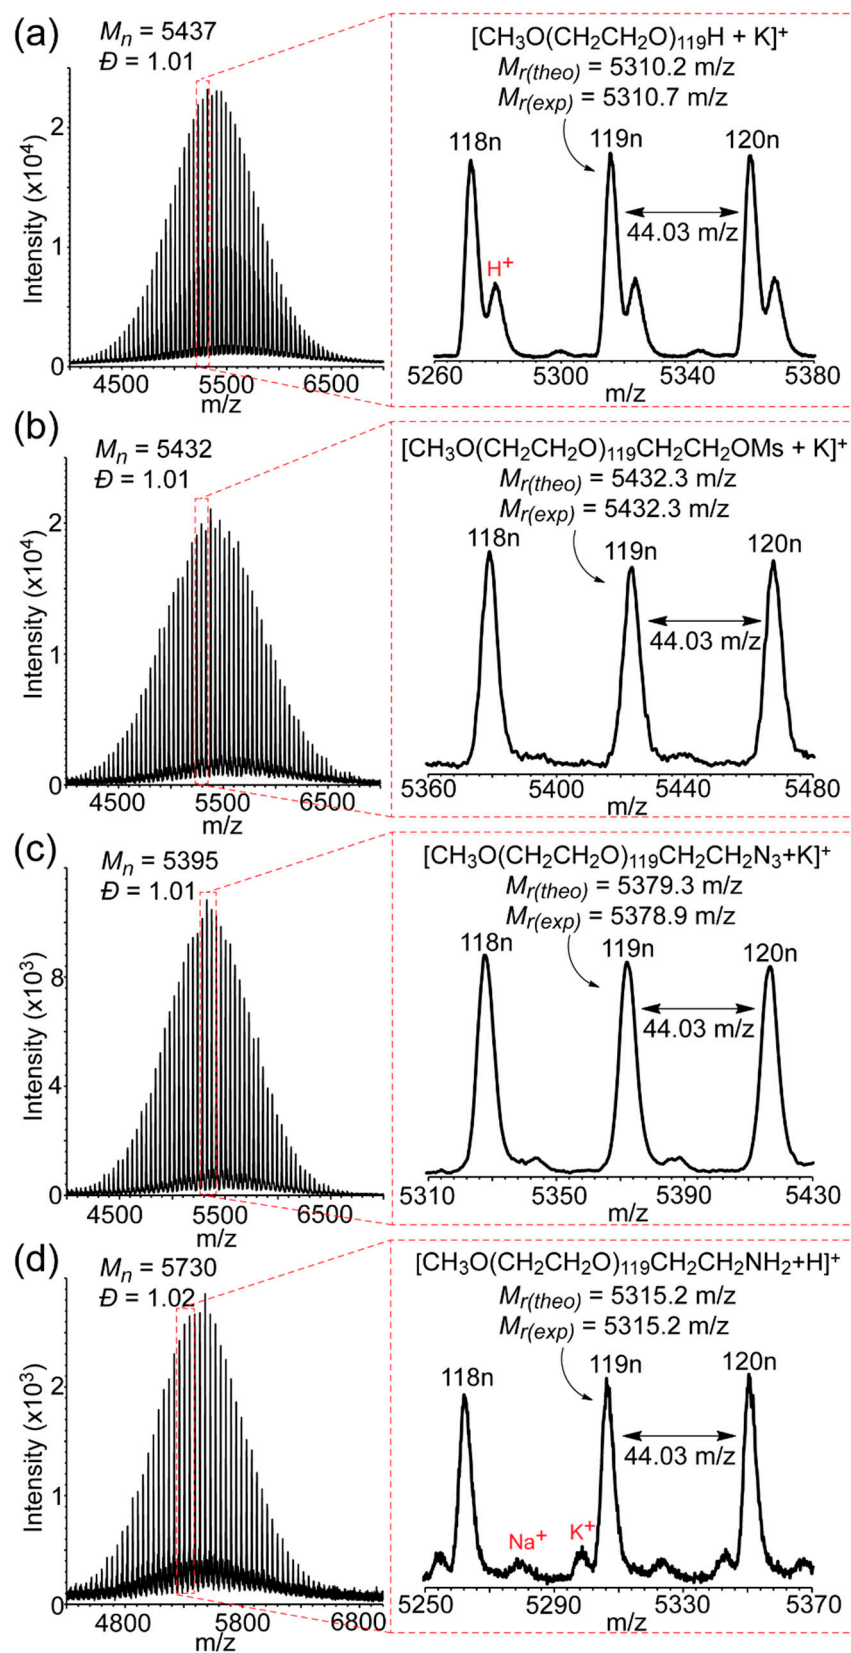 (a)
Mn = 5437
Đ = 1.01
Intensity (x10⁴)
2
1
0
4500 5500 6500
m/z
[CH₃O(CH₂CH₂O)₁₁₉H + K]⁺
Mr(theo) = 5310.2 m/z
Mr(exp) = 5310.7 m/z
118n 119n 120n
44.03 m/z
H⁺
5260 5300 5340 5380
m/z
(b)
Mn = 5432
Đ = 1.01
Intensity (x10⁴)
2
1
0
4500 5500 6500
m/z
[CH₃O(CH₂CH₂O)₁₁₉CH₂CH₂OMs + K]⁺
Mr(theo) = 5432.3 m/z
Mr(exp) = 5432.3 m/z
118n 119n 120n
44.03 m/z
5360 5400 5440 5480
m/z
(c)
Mn = 5395
Đ = 1.01
Intensity (x10³)
8
4
0
4500 5500 6500
m/z
[CH₃O(CH₂CH₂O)₁₁₉CH₂CH₂N₃+K]⁺
Mr(theo) = 5379.3 m/z
Mr(exp) = 5378.9 m/z
118n 119n 120n
44.03 m/z
5310 5350 5390 5430
m/z
(d)
Mn = 5730
Đ = 1.02
Intensity (x10³)
2
1
0
4800 5800 6800
m/z
[CH₃O(CH₂CH₂O)₁₁₉CH₂CH₂NH₂+H]⁺
Mr(theo) = 5315.2 m/z
Mr(exp) = 5315.2 m/z
118n 119n 120n
44.03 m/z
Na⁺ K⁺
5250 5290 5330 5370
m/z